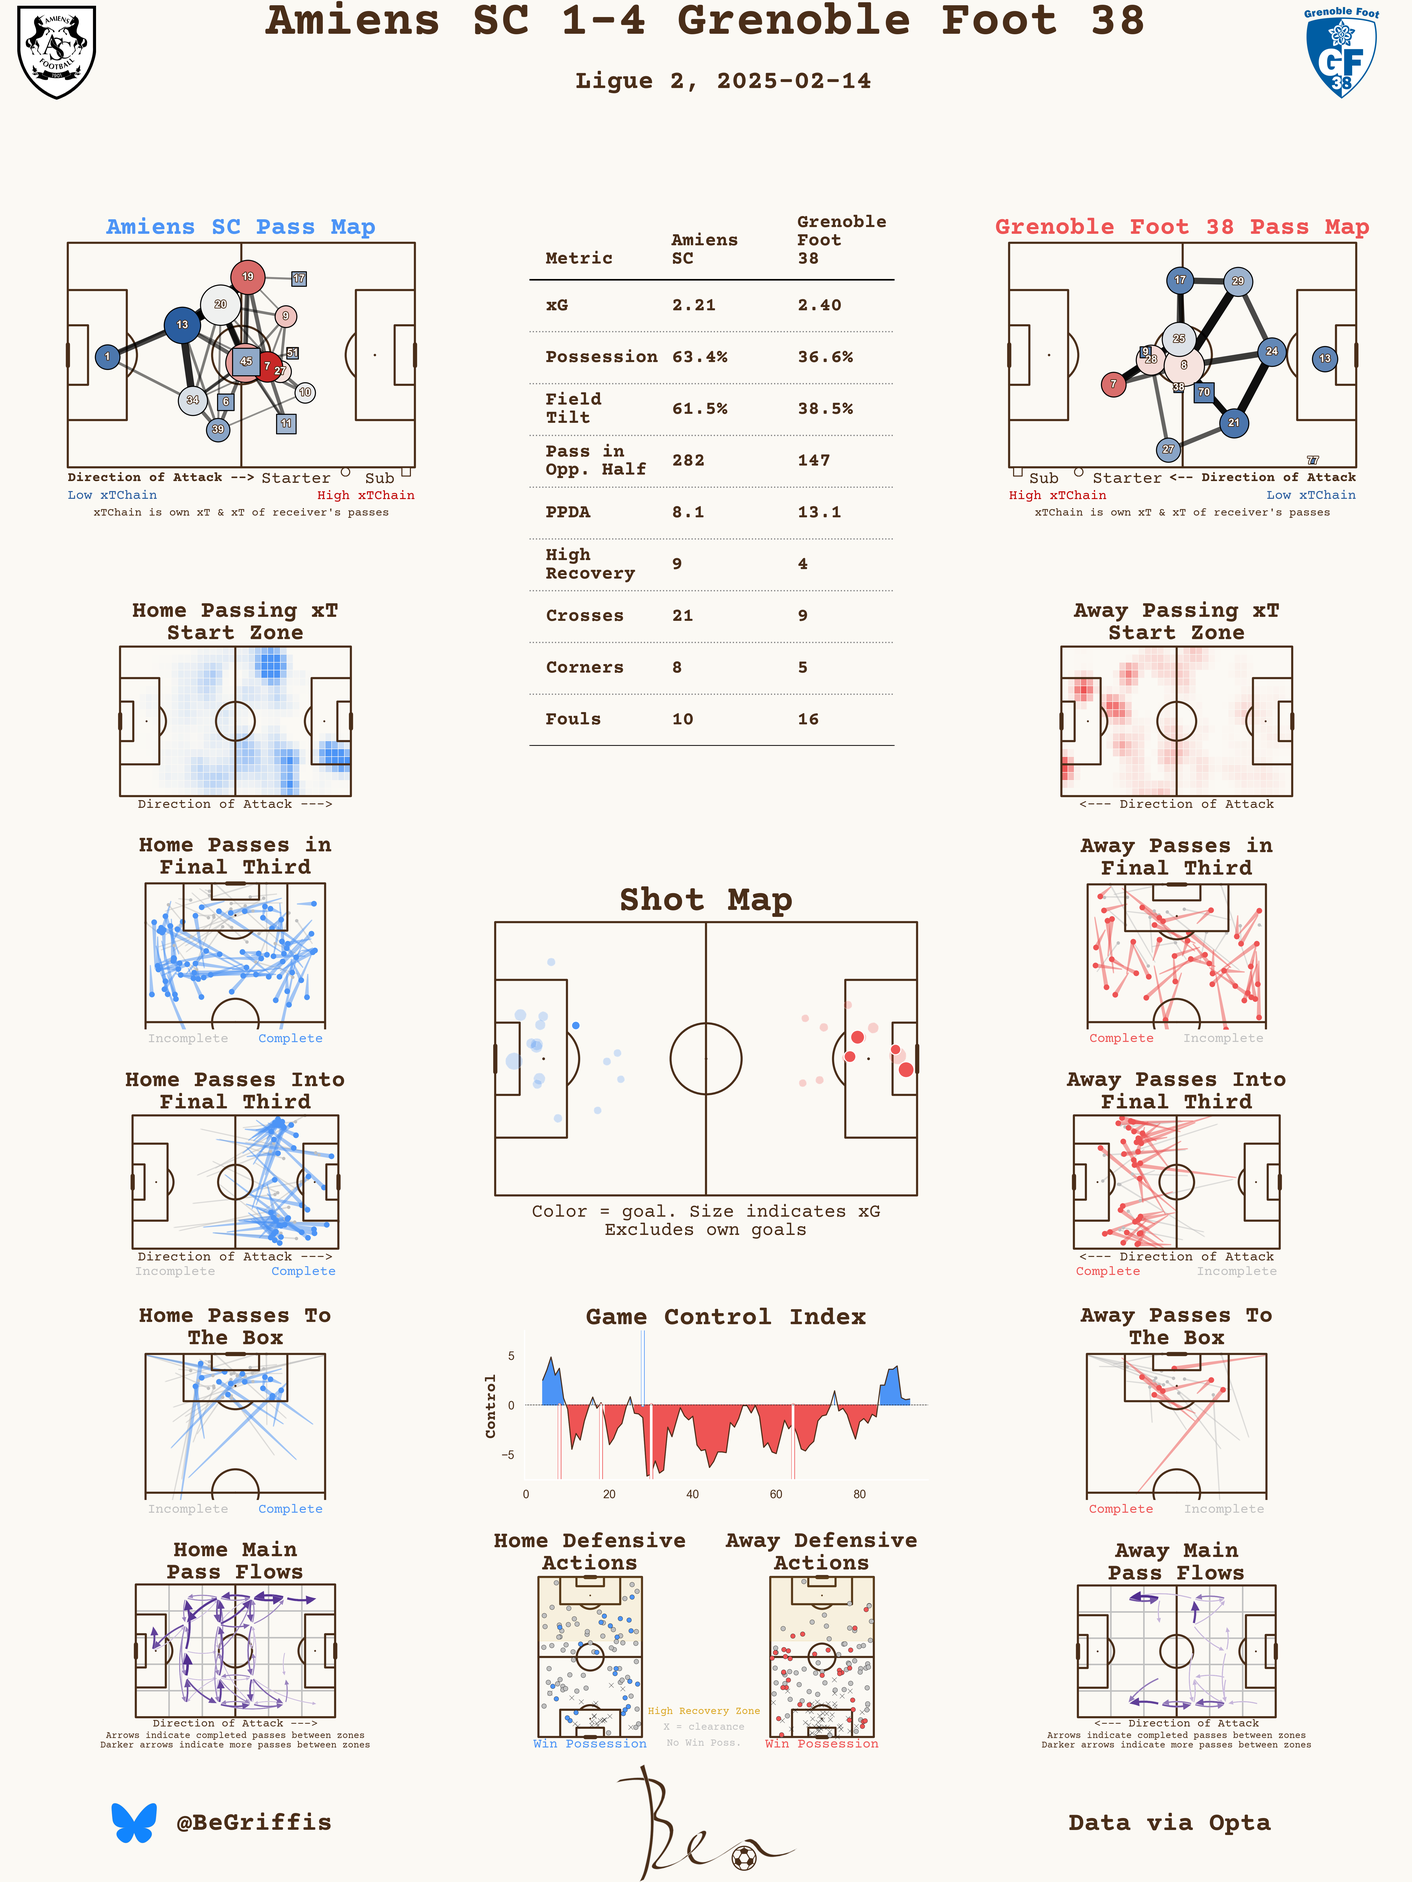 Amiens SC 1-4 Grenoble Foot 38
Ligue 2, 2025-02-14
AMIENS
ASC
FOOTBALL
Grenoble Foot
GF
38
Amiens SC Pass Map
19
17
20
9
13
1
51
45
7
27
10
34
6
11
39
Direction of Attack --> Starter Sub
Low xTChain High xTChain
xTChain is own xT & xT of receiver's passes
Metric Amiens SC Grenoble Foot 38
xG 2.21 2.40
Possession 63.4% 36.6%
Field Tilt 61.5% 38.5%
Pass in Opp. Half 282 147
PPDA 8.1 13.1
High Recovery 9 4
Crosses 21 9
Corners 8 5
Fouls 10 16
Grenoble Foot 38 Pass Map
17
29
25
9
28
8
24
13
7
38
70
21
27
77
Sub Starter <-- Direction of Attack
High xTChain Low xTChain
xTChain is own xT & xT of receiver's passes
Home Passing xT
Start Zone
Direction of Attack --->
Away Passing xT
Start Zone
<--- Direction of Attack
Home Passes in
Final Third
Incomplete Complete
Away Passes in
Final Third
Complete Incomplete
Shot Map
Color = goal. Size indicates xG
Excludes own goals
Home Passes Into
Final Third
Direction of Attack --->
Incomplete Complete
Away Passes Into
Final Third
<--- Direction of Attack
Complete Incomplete
Home Passes To
The Box
Incomplete Complete
Game Control Index
Control
5
0
−5
0 20 40 60 80
Away Passes To
The Box
Complete Incomplete
Home Main
Pass Flows
Direction of Attack --->
Arrows indicate completed passes between zones
Darker arrows indicate more passes between zones
Home Defensive
Actions
Win Possession
High Recovery Zone
X = clearance
No Win Poss.
Away Defensive
Actions
Win Possession
Away Main
Pass Flows
<--- Direction of Attack
Arrows indicate completed passes between zones
Darker arrows indicate more passes between zones
@BeGriffis
Ben
Data via Opta